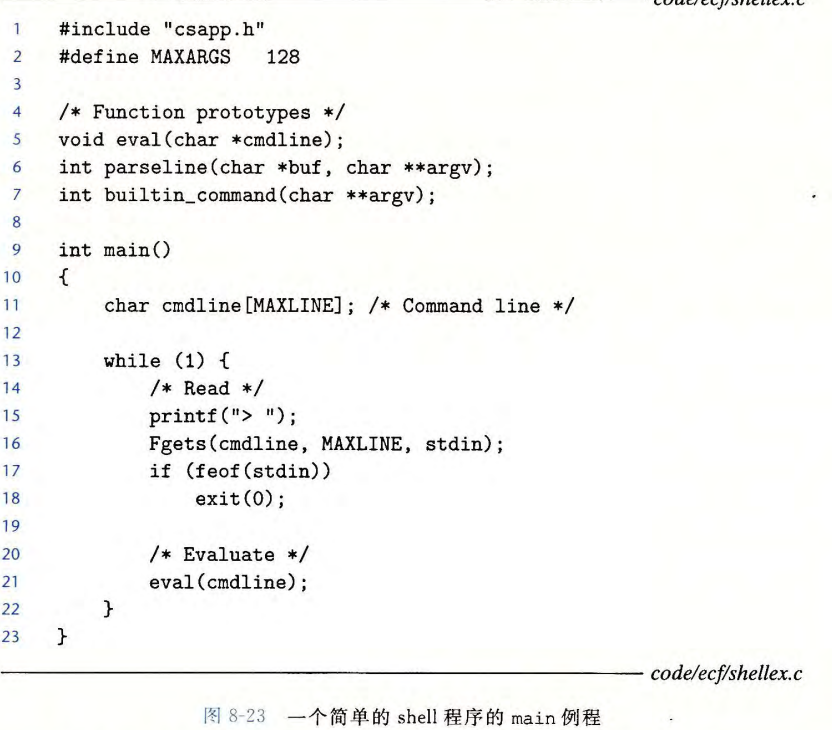 code/ecf/shellex.c
1 #include "csapp.h"
2 #define MAXARGS 128
3
4 /* Function prototypes */
5 void eval(char *cmdline);
6 int parseline(char *buf, char **argv);
7 int builtin_command(char **argv);
8
9 int main()
10 {
11 char cmdline[MAXLINE]; /* Command line */
12
13 while (1) {
14 /* Read */
15 printf("> ");
16 Fgets(cmdline, MAXLINE, stdin);
17 if (feof(stdin))
18 exit(0);
19
20 /* Evaluate */
21 eval(cmdline);
22 }
23 }
code/ecf/shellex.c
图 8-23 一个简单的 shell 程序的 main 例程